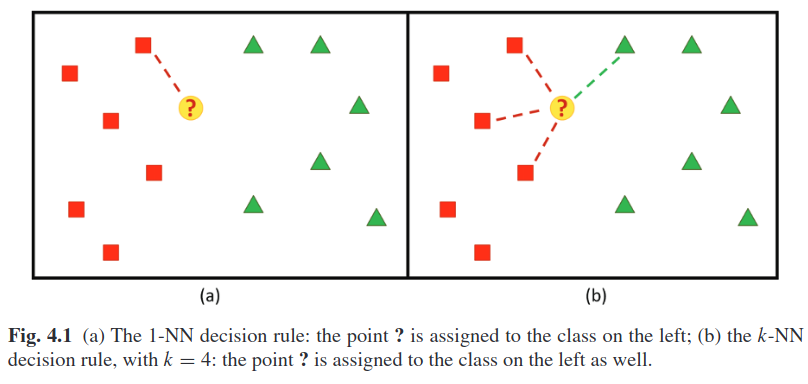 ?
?
(a)
(b)
Fig. 4.1 (a) The 1-NN decision rule: the point ? is assigned to the class on the left; (b) the k-NN
decision rule, with k = 4: the point ? is assigned to the class on the left as well.